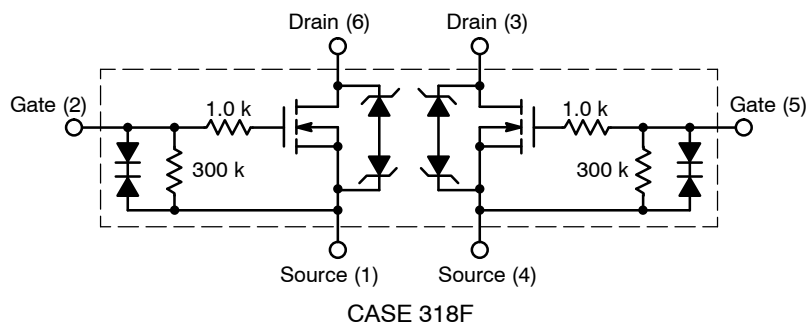 Drain (6) Drain (3)
Gate (2) 1.0 k 1.0 k Gate (5)
300 k 300 k
Source (1) Source (4)
CASE 318F